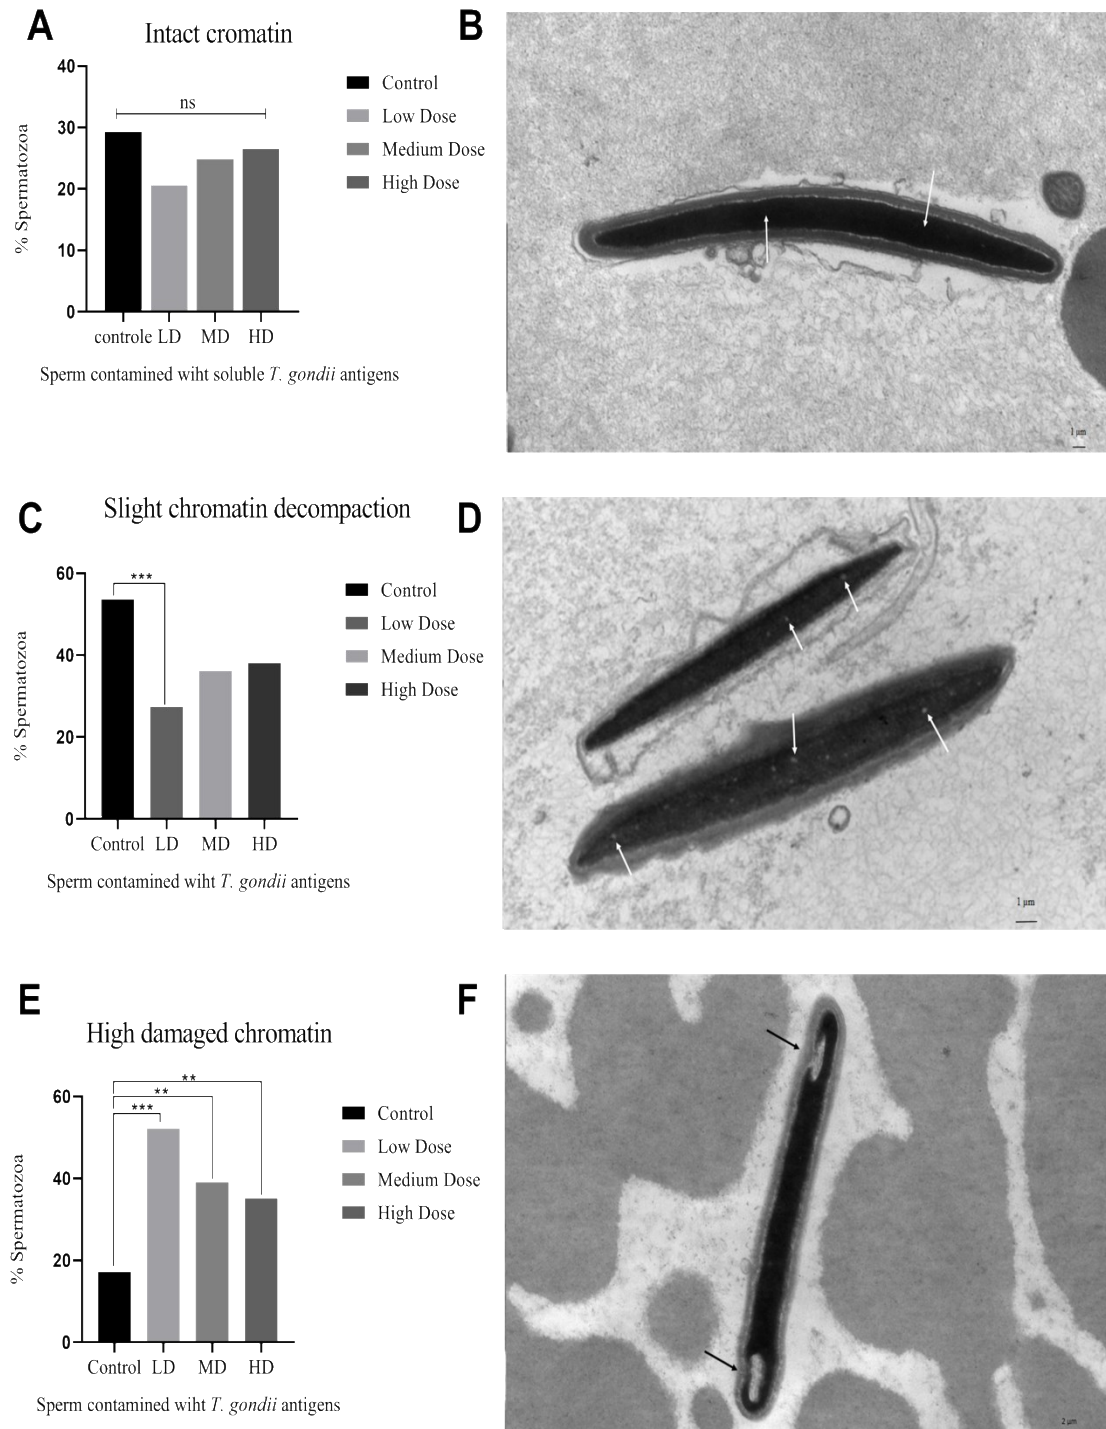 A
Intact cromatin
B
40
30
20
10
0
% Spermatozoa
ns
Control
Low Dose
Medium Dose
High Dose
controle LD MD HD
Sperm contamined wiht soluble T. gondii antigens
1 µm
C
Slight chromatin decompaction
D
60
40
20
0
% Spermatozoa
***
Control
Low Dose
Medium Dose
High Dose
Control LD MD HD
Sperm contamined wiht T. gondii antigens
1 µm
E
High damaged chromatin
F
60
40
20
0
% Spermatozoa
**
**
***
Control
Low Dose
Medium Dose
High Dose
Control LD MD HD
Sperm contamined wiht T. gondii antigens
2 µm